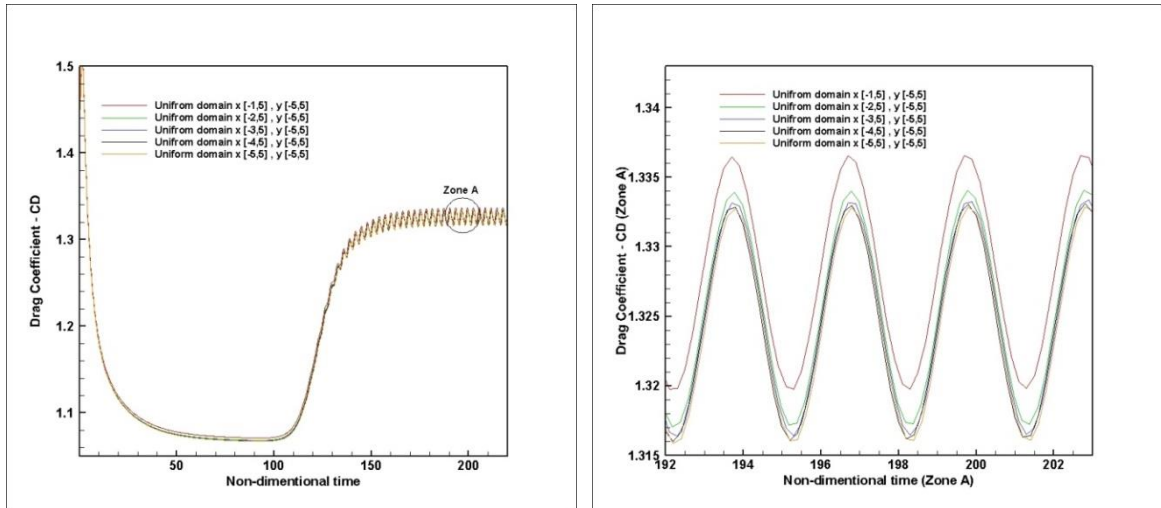 1.5
1.4
1.3
1.2
1.1
50
100
150
200
Drag Coefficient - CD
Non-dimentional time
Unifrom domain x [-1,5] , y [-5,5]
Unifrom domain x [-2,5] , y [-5,5]
Unifrom domain x [-3,5] , y [-5,5]
Unifrom domain x [-4,5] , y [-5,5]
Uniform domain x [-5,5] , y [-5,5]
Zone A
1.34
1.335
1.33
1.325
1.32
1.315
192
194
196
198
200
202
Drag Coefficient - CD (Zone A)
Non-dimentional time (Zone A)
Unifrom domain x [-1,5] , y [-5,5]
Unifrom domain x [-2,5] , y [-5,5]
Unifrom domain x [-3,5] , y [-5,5]
Unifrom domain x [-4,5] , y [-5,5]
Uniform domain x [-5,5] , y [-5,5]